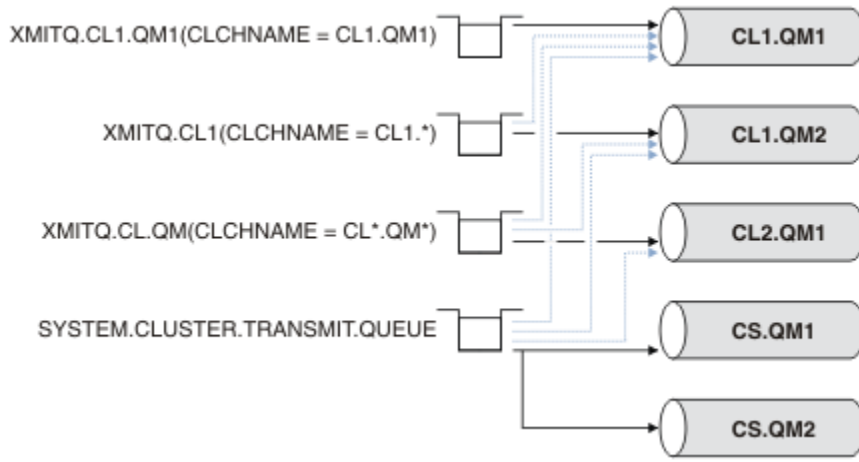 XMITQ.CL1.QM1(CLCHNAME = CL1.QM1)
CL1.QM1
XMITQ.CL1(CLCHNAME = CL1.*)
CL1.QM2
XMITQ.CL.QM(CLCHNAME = CL*.QM*)
CL2.QM1
SYSTEM.CLUSTER.TRANSMIT.QUEUE
CS.QM1
CS.QM2